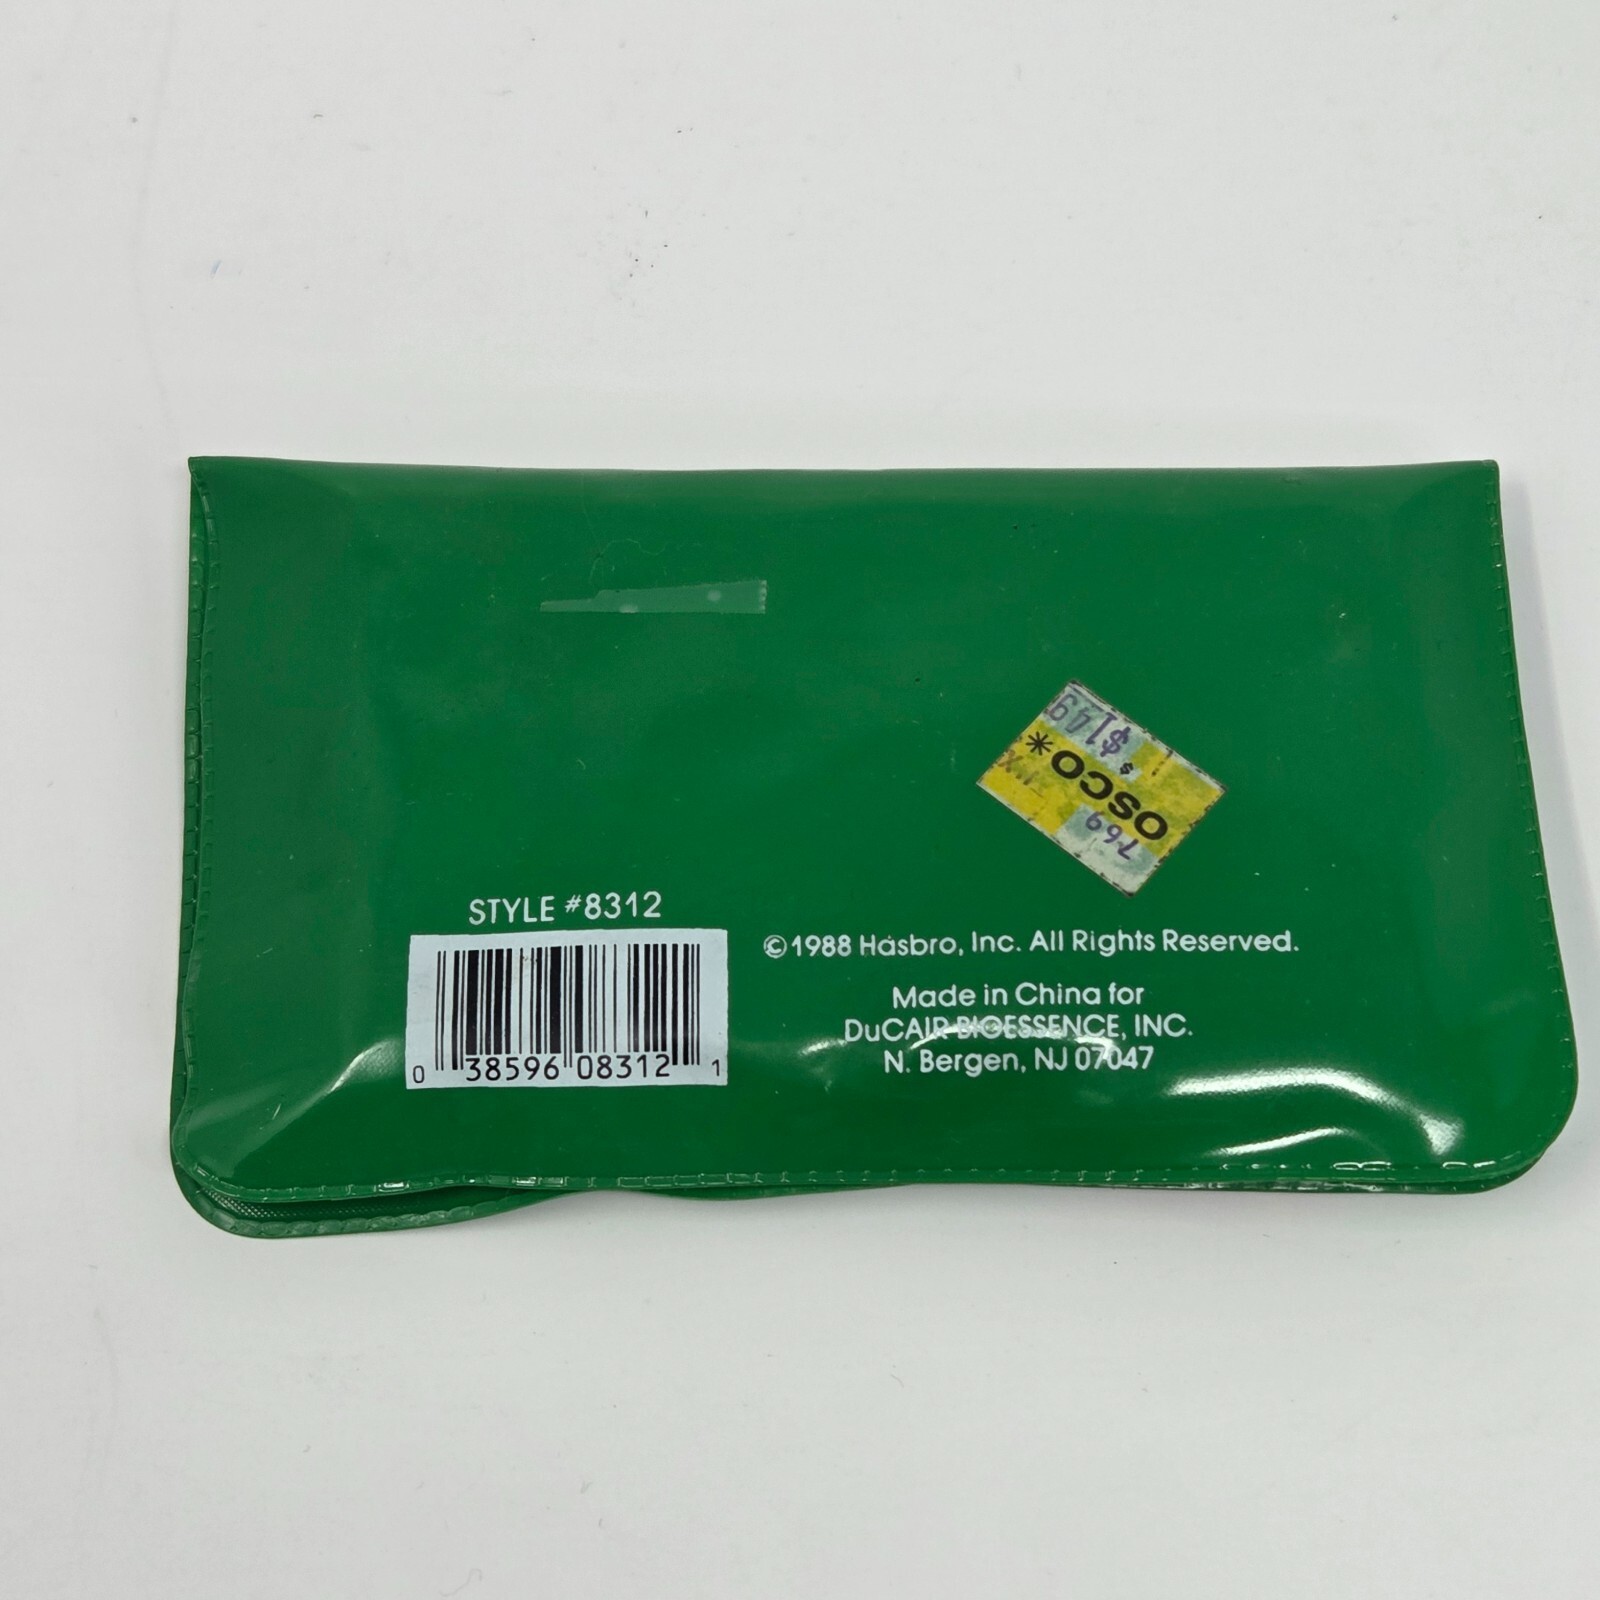 $149
OSCO*
769
STYLE #8312
0 38596 08312 1
©1988 Hasbro, Inc. All Rights Reserved.
Made in China for
DuCAIR BIOESSENCE, INC.
N. Bergen, NJ 07047